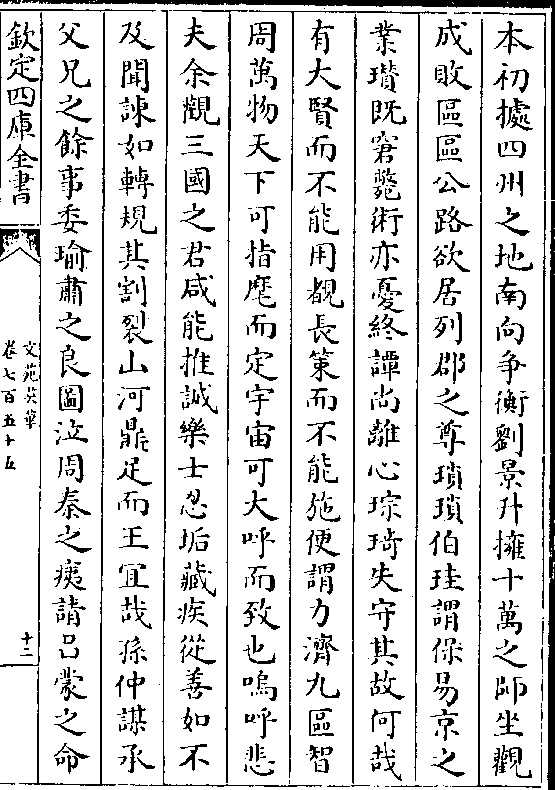 本初據四州之地南向争衡劉景升擁十萬之師坐觀
成敗區區公路欲居列郡之尊瑣瑣伯珪謂保易京之
業瓚既窘斃術亦憂終譚尚離心琮琦失守其故何哉
有大賢而不能用覩長策而不能施便謂力濟九區智
周萬物天下可指麾而定宇宙可大呼而致也嗚呼悲
夫余觀三國之君咸能推誠樂士忍垢藏疾從善如不
及聞諫如轉規其割裂山河鼎足而王宜哉孫仲謀承
父兄之餘事委瑜肅之良圖泣周泰之痍請吕蒙之命
欽定四庫全書
文苑英華
卷七百五十五
十二